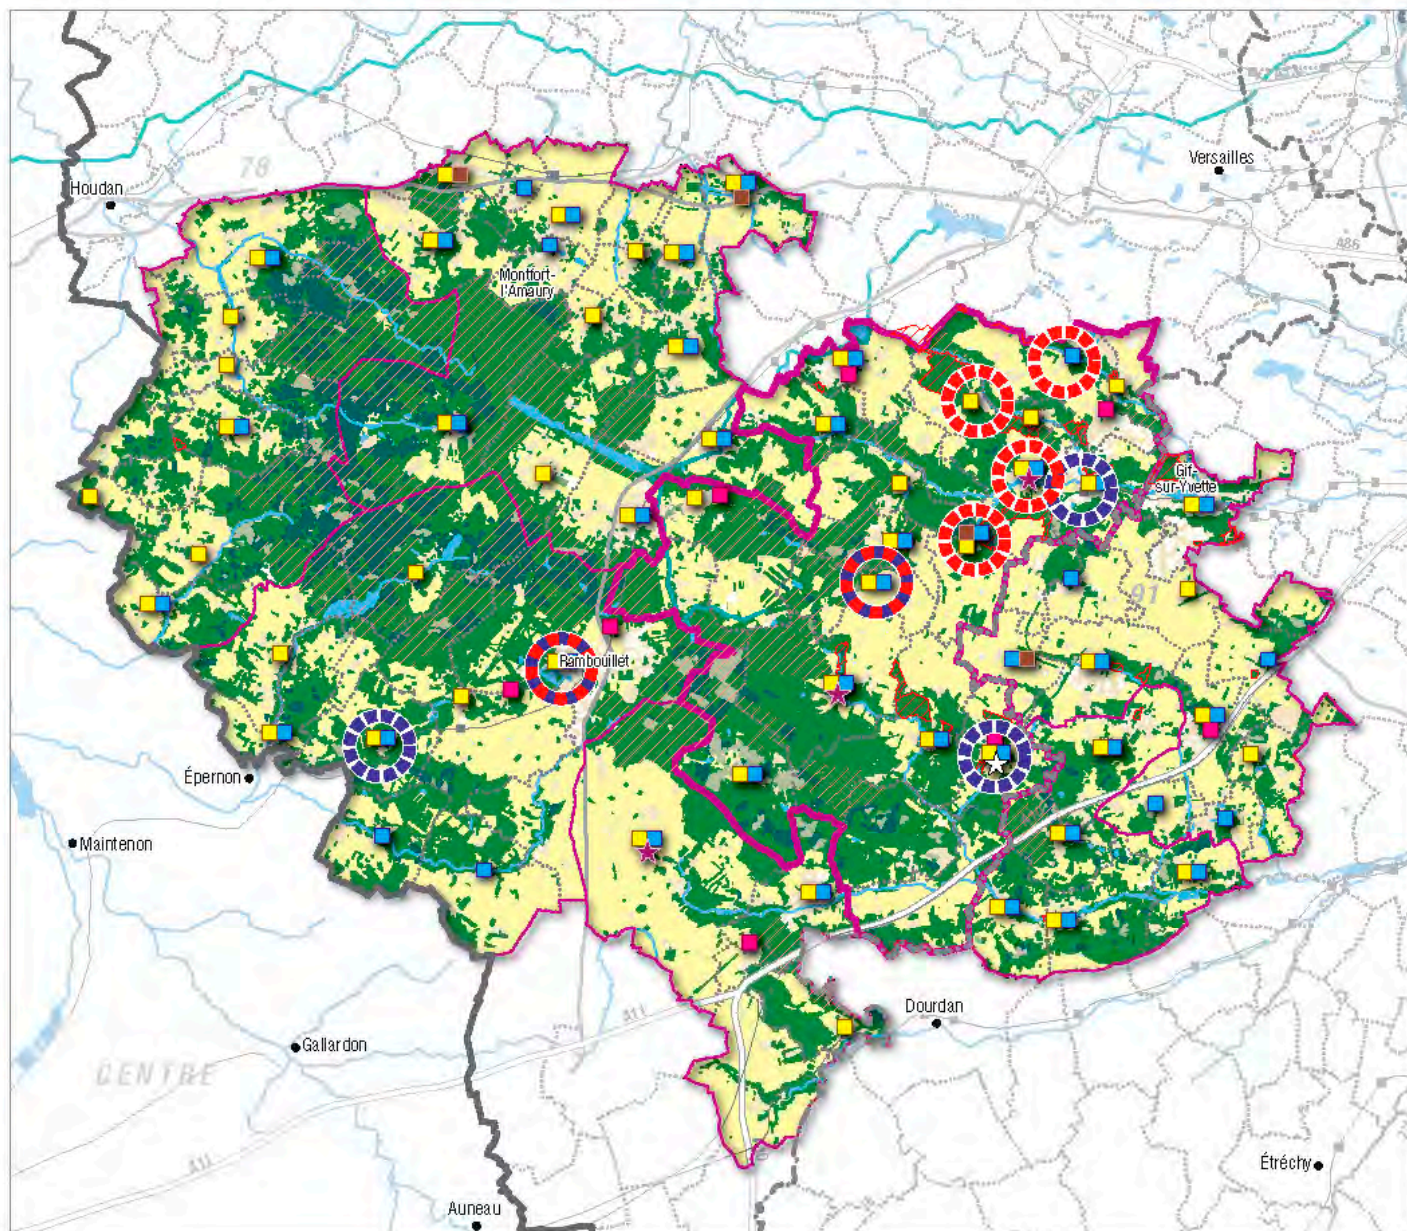 Versailles
78
Houdan
A86
Montfort-
l'Amaury
Gif-
sur-Yvette
91
Rambouillet
Épernon
Maintenon
Dourdan
A11
Gallardon
CENTRE
A11
Étréchy
Auneau